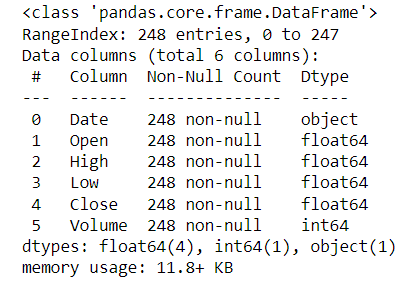 <class 'pandas.core.frame.DataFrame'>
RangeIndex: 248 entries, 0 to 247
Data columns (total 6 columns):
 #   Column  Non-Null Count  Dtype
---  ------  --------------  -----
 0   Date    248 non-null    object
 1   Open    248 non-null    float64
 2   High    248 non-null    float64
 3   Low     248 non-null    float64
 4   Close   248 non-null    float64
 5   Volume  248 non-null    int64
dtypes: float64(4), int64(1), object(1)
memory usage: 11.8+ KB